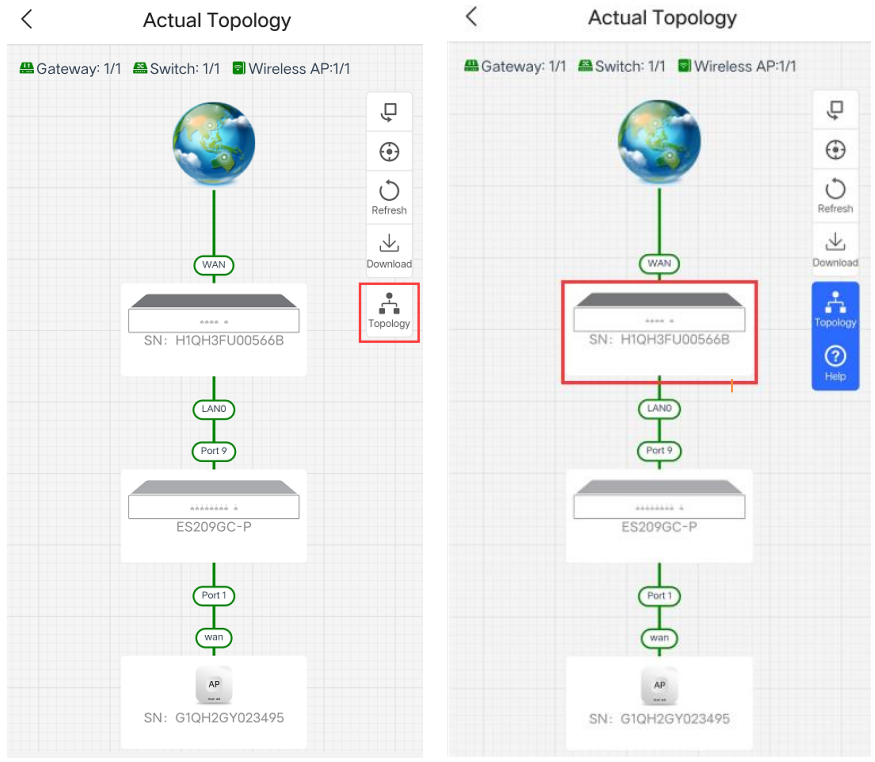 Actual Topology
Gateway: 1/1 Switch: 1/1 Wireless AP:1/1
Refresh
Download
WAN
Topology
SN: H1QH3FU00566B
LAN0
Port 9
ES209GC-P
Port 1
wan
AP
SN: G1QH2GY023495
Actual Topology
Gateway: 1/1 Switch: 1/1 Wireless AP:1/1
Refresh
Download
WAN
Topology
SN: H1QH3FU00566B
Help
LAN0
Port 9
ES209GC-P
Port 1
wan
AP
SN: G1QH2GY023495